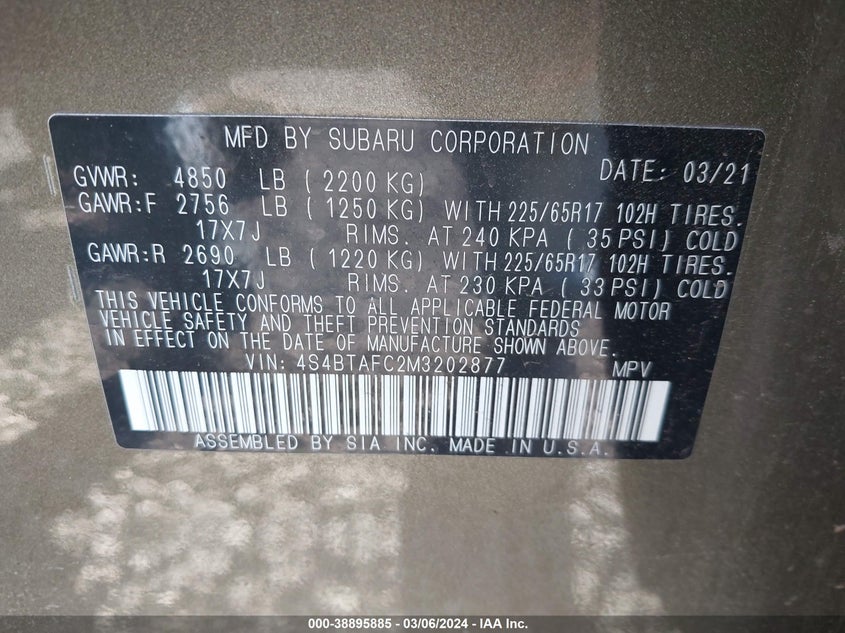 MFD BY SUBARU CORPORATION
GVWR: 4850 LB ( 2200 KG) DATE: 03/21
GAWR:F 2756 LB ( 1250 KG) WITH 225/65R17 102H TIRES.
17X7J RIMS. AT 240 KPA ( 35 PSI) COLD
GAWR:R 2690 LB ( 1220 KG) WITH 225/65R17 102H TIRES.
17X7J RIMS. AT 230 KPA ( 33 PSI) COLD
THIS VEHICLE CONFORMS TO ALL APPLICABLE FEDERAL MOTOR
VEHICLE SAFETY AND THEFT PREVENTION STANDARDS
IN EFFECT ON THE DATE OF MANUFACTURE SHOWN ABOVE.
VIN: 4S4BTAFC2M3202877 MPV
ASSEMBLED BY SIA INC. MADE IN U.S.A.
000-38895885 - 03/06/2024 - IAA Inc.